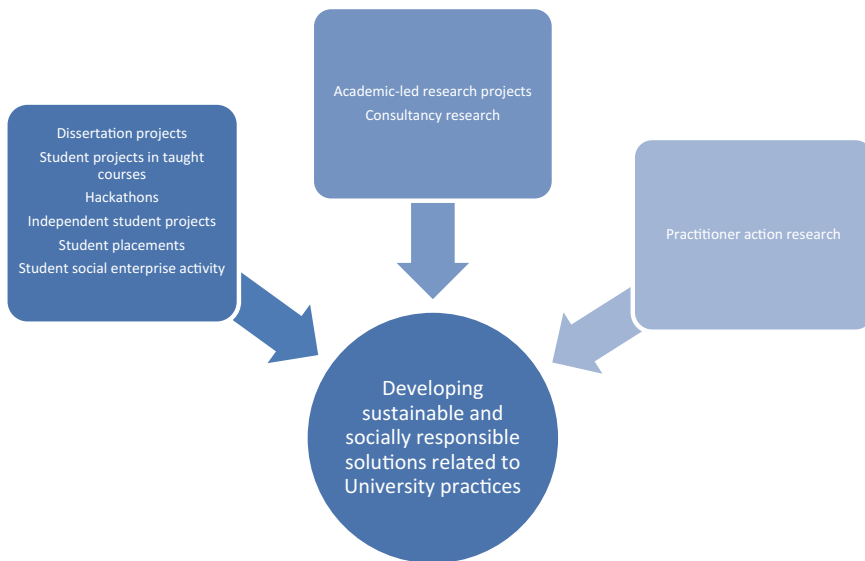 Dissertation projects
Student projects in taught
courses
Hackathons
Independent student projects
Student placements
Student social enterprise activity
Academic-led research projects
Consultancy research
Practitioner action research
Developing
sustainable and
socially responsible
solutions related to
University practices